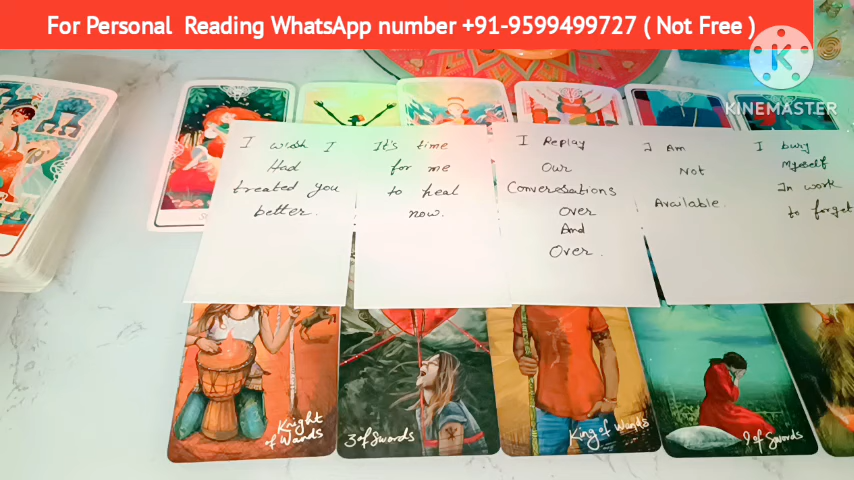 For Personal Reading WhatsApp number +91-9599499727 ( Not Free )
K
KINEMASTER
I wish I
Had
treated you
better.
It's time
for me
to heal
now.
I Replay
Our
Conversations
Over
And
Over.
I Am
Not
Available.
I bury
Myself
In work
to forget
Knight
of Wands
3 of Swords
King of Wands
9 of Swords